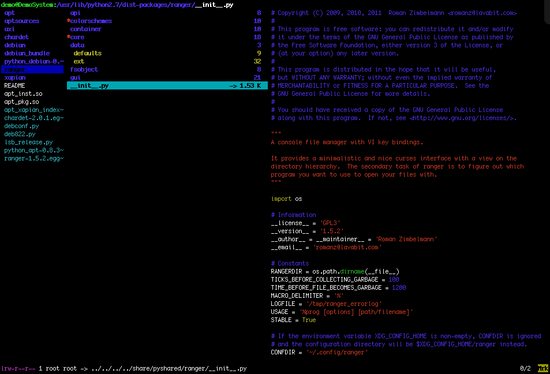 demo@DemoSystem:/usr/lib/python2.7/dist-packages/ranger/__init__.py
apt
aptsources
axi
chardet
debian
debian_bundle
python_debian-0.~
ranger
xapian
README
apt_inst.so
apt_pkg.so
apt_xapian_index~
chardet-2.0.1.eg~
debconf.py
deb822.py
lsb_release.py
python_apt-0.8.3~
ranger-1.5.2.egg~
api 8
*colorschemes 10
container 18
*core 18
data 3
defaults 9
ext 32
fsobject 8
gui 21
__init__.py -> 1.53 K
# Copyright (C) 2009, 2010, 2011 Roman Zimbelmann <romanz@lavabit.com>
#
# This program is free software: you can redistribute it and/or modify
# it under the terms of the GNU General Public License as published by
# the Free Software Foundation, either version 3 of the License, or
# (at your option) any later version.
#
# This program is distributed in the hope that it will be useful,
# but WITHOUT ANY WARRANTY; without even the implied warranty of
# MERCHANTABILITY or FITNESS FOR A PARTICULAR PURPOSE. See the
# GNU General Public License for more details.
#
# You should have received a copy of the GNU General Public License
# along with this program. If not, see <http://www.gnu.org/licenses/>.
"""
A console file manager with VI key bindings.
It provides a minimalistic and nice curses interface with a view on the
directory hierarchy. The secondary task of ranger is to figure out which
program you want to use to open your files with.
"""
import os
# Information
__license__ = 'GPL3'
__version__ = '1.5.2'
__author__ = __maintainer__ = 'Roman Zimbelmann'
__email__ = 'romanz@lavabit.com'
# Constants
RANGERDIR = os.path.dirname(__file__)
TICKS_BEFORE_COLLECTING_GARBAGE = 100
TIME_BEFORE_FILE_BECOMES_GARBAGE = 1200
MACRO_DELIMITER = '%'
LOGFILE = '/tmp/ranger_errorlog'
USAGE = '%prog [options] [path/filename]'
STABLE = True
# If the environment variable XDG_CONFIG_HOME is non-empty, CONFDIR is ignored
# and the configuration directory will be $XDG_CONFIG_HOME/ranger instead.
CONFDIR = '~/.config/ranger'
lrw-r--r-- 1 root root -> ../../../../share/pyshared/ranger/__init__.py 0/2